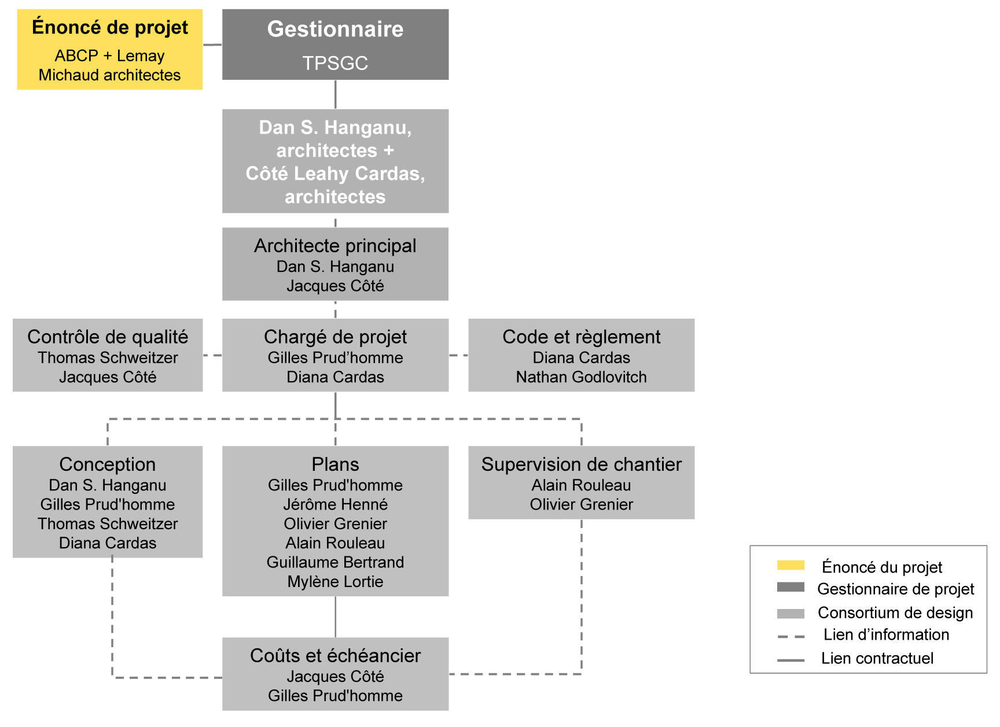 Énoncé de projet
ABCP + Lemay
Michaud architectes
Gestionnaire
TPSGC
Dan S. Hanganu,
architectes +
Côté Leahy Cardas,
architectes
Architecte principal
Dan S. Hanganu
Jacques Côté
Contrôle de qualité
Thomas Schweitzer
Jacques Côté
Chargé de projet
Gilles Prud’homme
Diana Cardas
Code et règlement
Diana Cardas
Nathan Godlovitch
Conception
Dan S. Hanganu
Gilles Prud'homme
Thomas Schweitzer
Diana Cardas
Plans
Gilles Prud'homme
Jérôme Henné
Olivier Grenier
Alain Rouleau
Guillaume Bertrand
Mylène Lortie
Supervision de chantier
Alain Rouleau
Olivier Grenier
Coûts et échéancier
Jacques Côté
Gilles Prud'homme
Énoncé du projet
Gestionnaire de projet
Consortium de design
Lien d’information
Lien contractuel